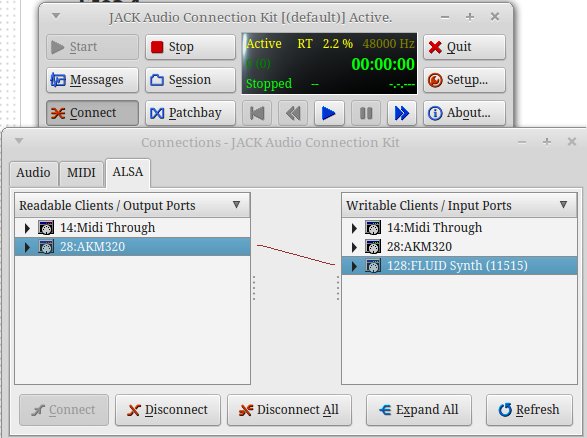 JACK Audio Connection Kit [(default)] Active.
Start Stop Active RT 2.2 % 48000 Hz Quit
(0) 00:00:00
Messages Session Stopped -- -.-.--- Setup...
Connect Patchbay About...
Connections - JACK Audio Connection Kit
Audio MIDI ALSA
Readable Clients / Output Ports Writable Clients / Input Ports
14:Midi Through 14:Midi Through
28:AKM320 28:AKM320
128:FLUID Synth (11515)
Connect Disconnect Disconnect All Expand All Refresh